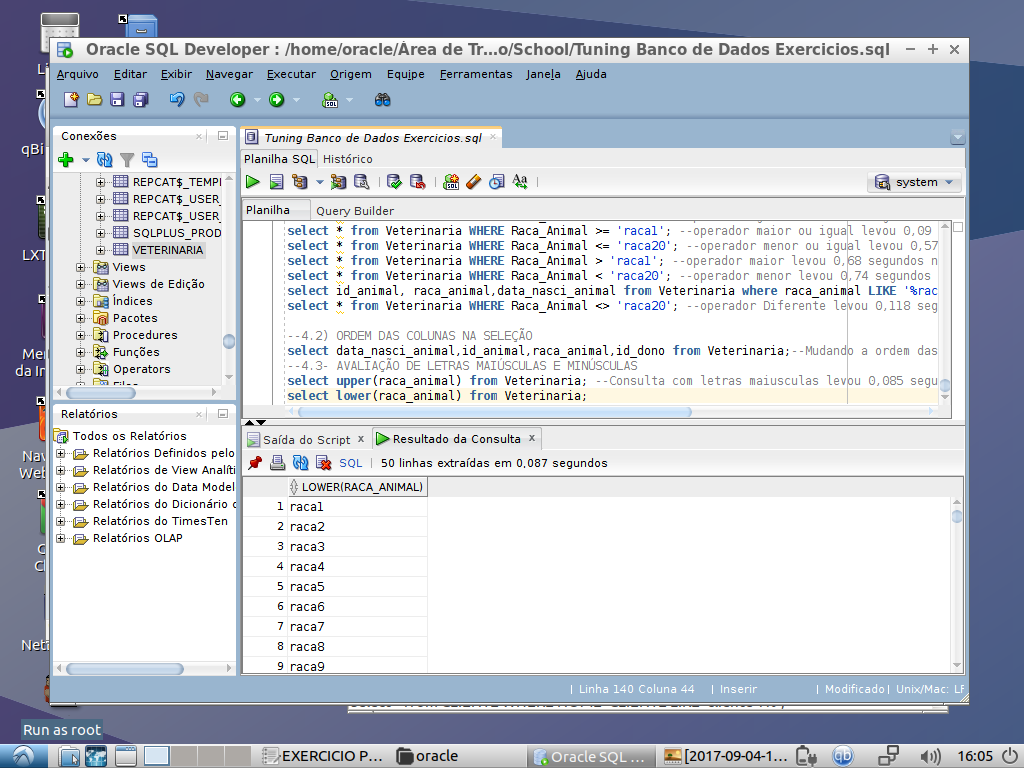 Oracle SQL Developer : /home/oracle/Área de Tr...o/School/Tuning Banco de Dados Exercicios.sql
Arquivo Editar Exibir Navegar Executar Origem Equipe Ferramentas Janela Ajuda
Conexões
REPCAT$_TEMPI
REPCAT$_USER_
REPCAT$_USER_
SQLPLUS_PROD
VETERINARIA
Views
Views de Edição
Índices
Pacotes
Procedures
Funções
Operators
Relatórios
Todos os Relatórios
Relatórios Definidos pelo
Relatórios de View Analíti
Relatórios do Data Model
Relatórios do Dicionário
Relatórios do TimesTen
Relatórios OLAP
Tuning Banco de Dados Exercicios.sql
Planilha SQL Histórico
system
Planilha Query Builder
select * from Veterinaria WHERE Raca_Animal >= 'raca1'; --operador maior ou igual levou 0,09
select * from Veterinaria WHERE Raca_Animal <= 'raca20'; --operador menor ou igual levou 0,57
select * from Veterinaria WHERE Raca_Animal > 'raca1'; --operador maior levou 0,68 segundos n
select * from Veterinaria WHERE Raca_Animal < 'raca20'; --operador menor levou 0,74 segundos
select id_animal, raca_animal,data_nasci_animal from Veterinaria where raca_animal LIKE '%rac
select * from Veterinaria WHERE Raca_Animal <> 'raca20'; --operador Diferente levou 0,118 seg
--4.2) ORDEM DAS COLUNAS NA SELEÇÃO
select data_nasci_animal,id_animal,raca_animal,id_dono from Veterinaria;--Mudando a ordem das
--4.3- AVALIAÇÃO DE LETRAS MAIÚSCULAS E MINÚSCULAS
select upper(raca_animal) from Veterinaria; --Consulta com letras maiusculas levou 0,085 segu
select lower(raca_animal) from Veterinaria;
Saída do Script Resultado da Consulta
SQL | 50 linhas extraídas em 0,087 segundos
LOWER(RACA_ANIMAL)
1 raca1
2 raca2
3 raca3
4 raca4
5 raca5
6 raca6
7 raca7
8 raca8
9 raca9
| Linha 140 Coluna 44 | Inserir | Modificado | Unix/Mac: LF
qBi
LXT
Mer
da In
Nav
Web
Net
Run as root
EXERCICIO P... oracle Oracle SQL ... [2017-09-04-1... qb 16:05